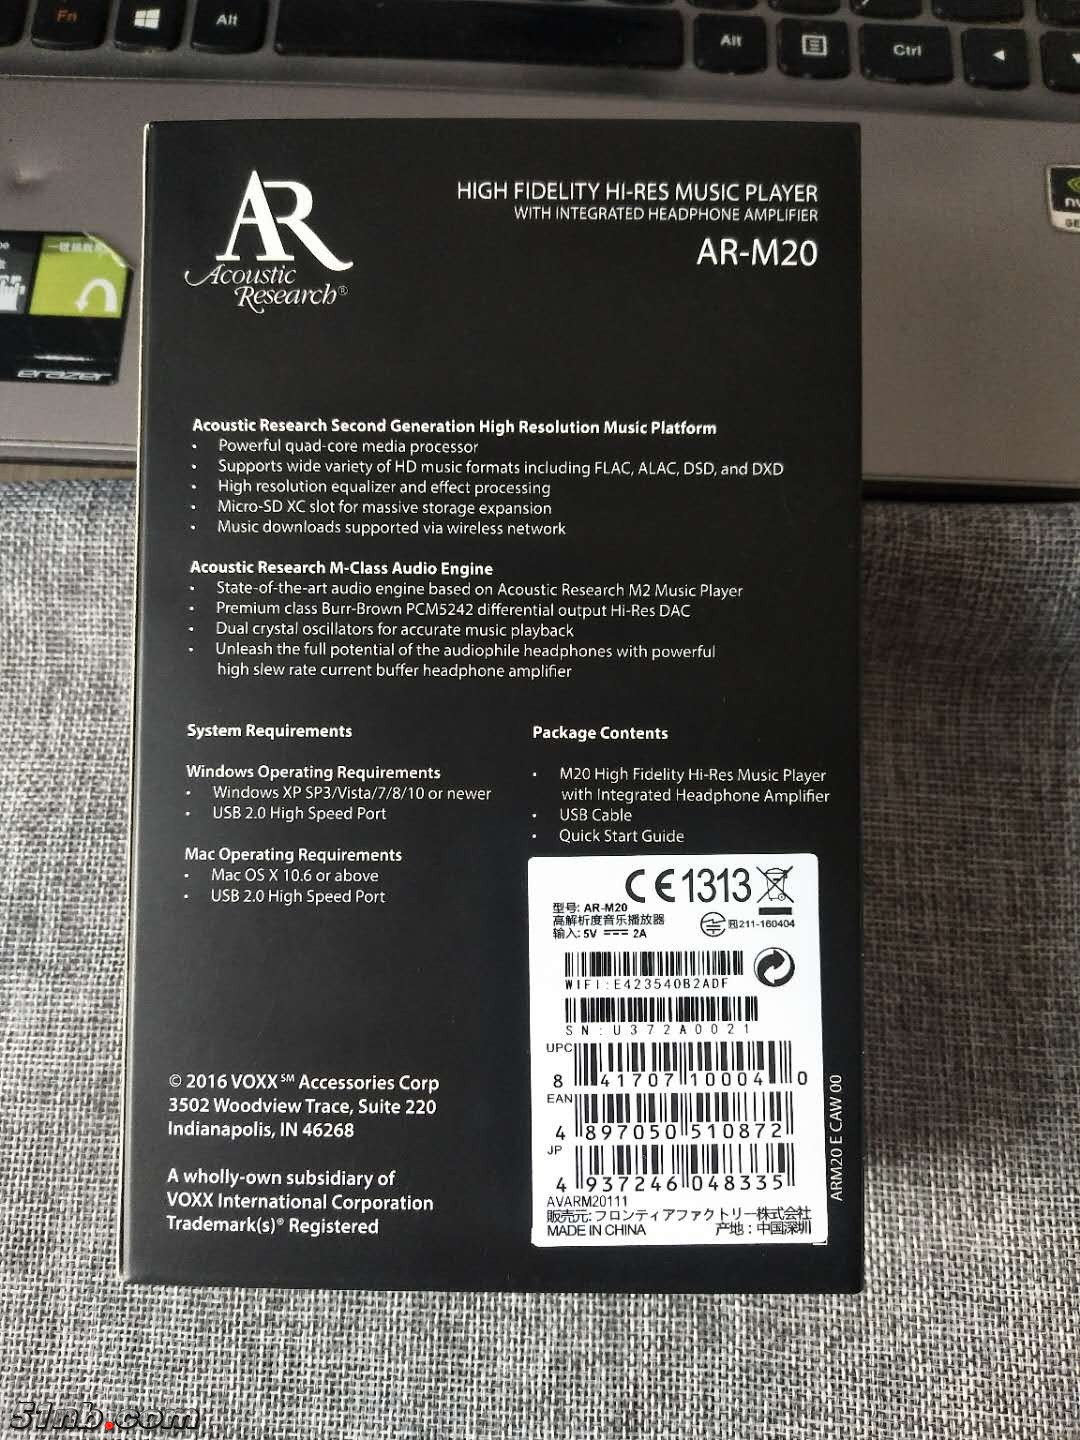 Fn
Alt
Alt
Ctrl
erazer
AR
Acoustic
Research®
HIGH FIDELITY HI-RES MUSIC PLAYER
WITH INTEGRATED HEADPHONE AMPLIFIER
AR-M20
Acoustic Research Second Generation High Resolution Music Platform
• Powerful quad-core media processor
• Supports wide variety of HD music formats including FLAC, ALAC, DSD, and DXD
• High resolution equalizer and effect processing
• Micro-SD XC slot for massive storage expansion
• Music downloads supported via wireless network
Acoustic Research M-Class Audio Engine
• State-of-the-art audio engine based on Acoustic Research M2 Music Player
• Premium class Burr-Brown PCM5242 differential output Hi-Res DAC
• Dual crystal oscillators for accurate music playback
• Unleash the full potential of the audiophile headphones with powerful
high slew rate current buffer headphone amplifier
System Requirements
Windows Operating Requirements
• Windows XP SP3/Vista/7/8/10 or newer
• USB 2.0 High Speed Port
Mac Operating Requirements
• Mac OS X 10.6 or above
• USB 2.0 High Speed Port
Package Contents
• M20 High Fidelity Hi-Res Music Player
with Integrated Headphone Amplifier
• USB Cable
• Quick Start Guide
CE1313
型号: AR-M20
高解析度音乐播放器
输入: 5V ⎓ 2A
211-160404
WIFI:E423540B2ADF
SN:U372A0021
UPC
8 41707 10004 0
EAN
4 897050 510872
JP
4 937246 048335
AVARM20111
販売元: フロンティアファクトリー株式会社
MADE IN CHINA 产地: 中国深圳
ARM20 E CAW 00
© 2016 VOXX℠ Accessories Corp
3502 Woodview Trace, Suite 220
Indianapolis, IN 46268
A wholly-own subsidiary of
VOXX International Corporation
Trademark(s)® Registered
51nb.com